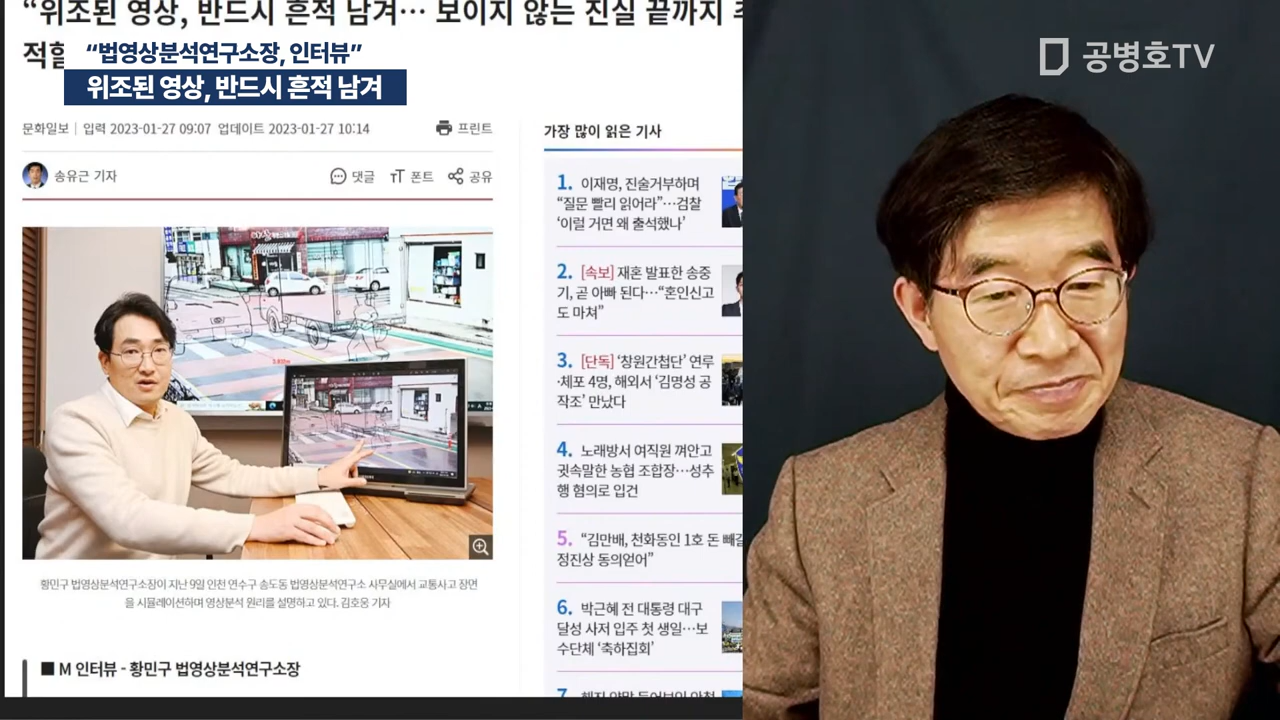 “위조된 영상, 반드시 흔적 남겨… 보이지 않는 진실 끝까지
적할
“법영상분석연구소장, 인터뷰”
위조된 영상, 반드시 흔적 남겨
공병호TV
문화일보 | 입력 2023-01-27 09:07 업데이트 2023-01-27 10:14
프린트
송유근 기자
댓글 폰트 공유
황민구 법영상분석연구소장이 지난 9일 인천 연수구 송도동 법영상분석연구소 사무실에서 교통사고 장면
을 시뮬레이션하며 영상분석 원리를 설명하고 있다. 김호웅 기자
■ M 인터뷰 - 황민구 법영상분석연구소장
가장 많이 읽은 기사
1. 이재명, 진술거부하며
“질문 빨리 읽어라”…검찰
‘이럴 거면 왜 출석했나’
2. [속보] 재혼 발표한 송중
기, 곧 아빠 된다…“혼인신고
도 마쳐”
3. [단독] ‘창원간첩단’ 연루
·체포 4명, 해외서 ‘김명성 공
작조’ 만났다
4. 노래방서 여직원 껴안고
귓속말한 농협 조합장…성추
행 혐의로 입건
5. “김만배, 천화동인 1호 돈 빼
정진상 동의얻어”
6. 박근혜 전 대통령 대구
달성 사저 입주 첫 생일…보
수단체 ‘축하집회’
7.